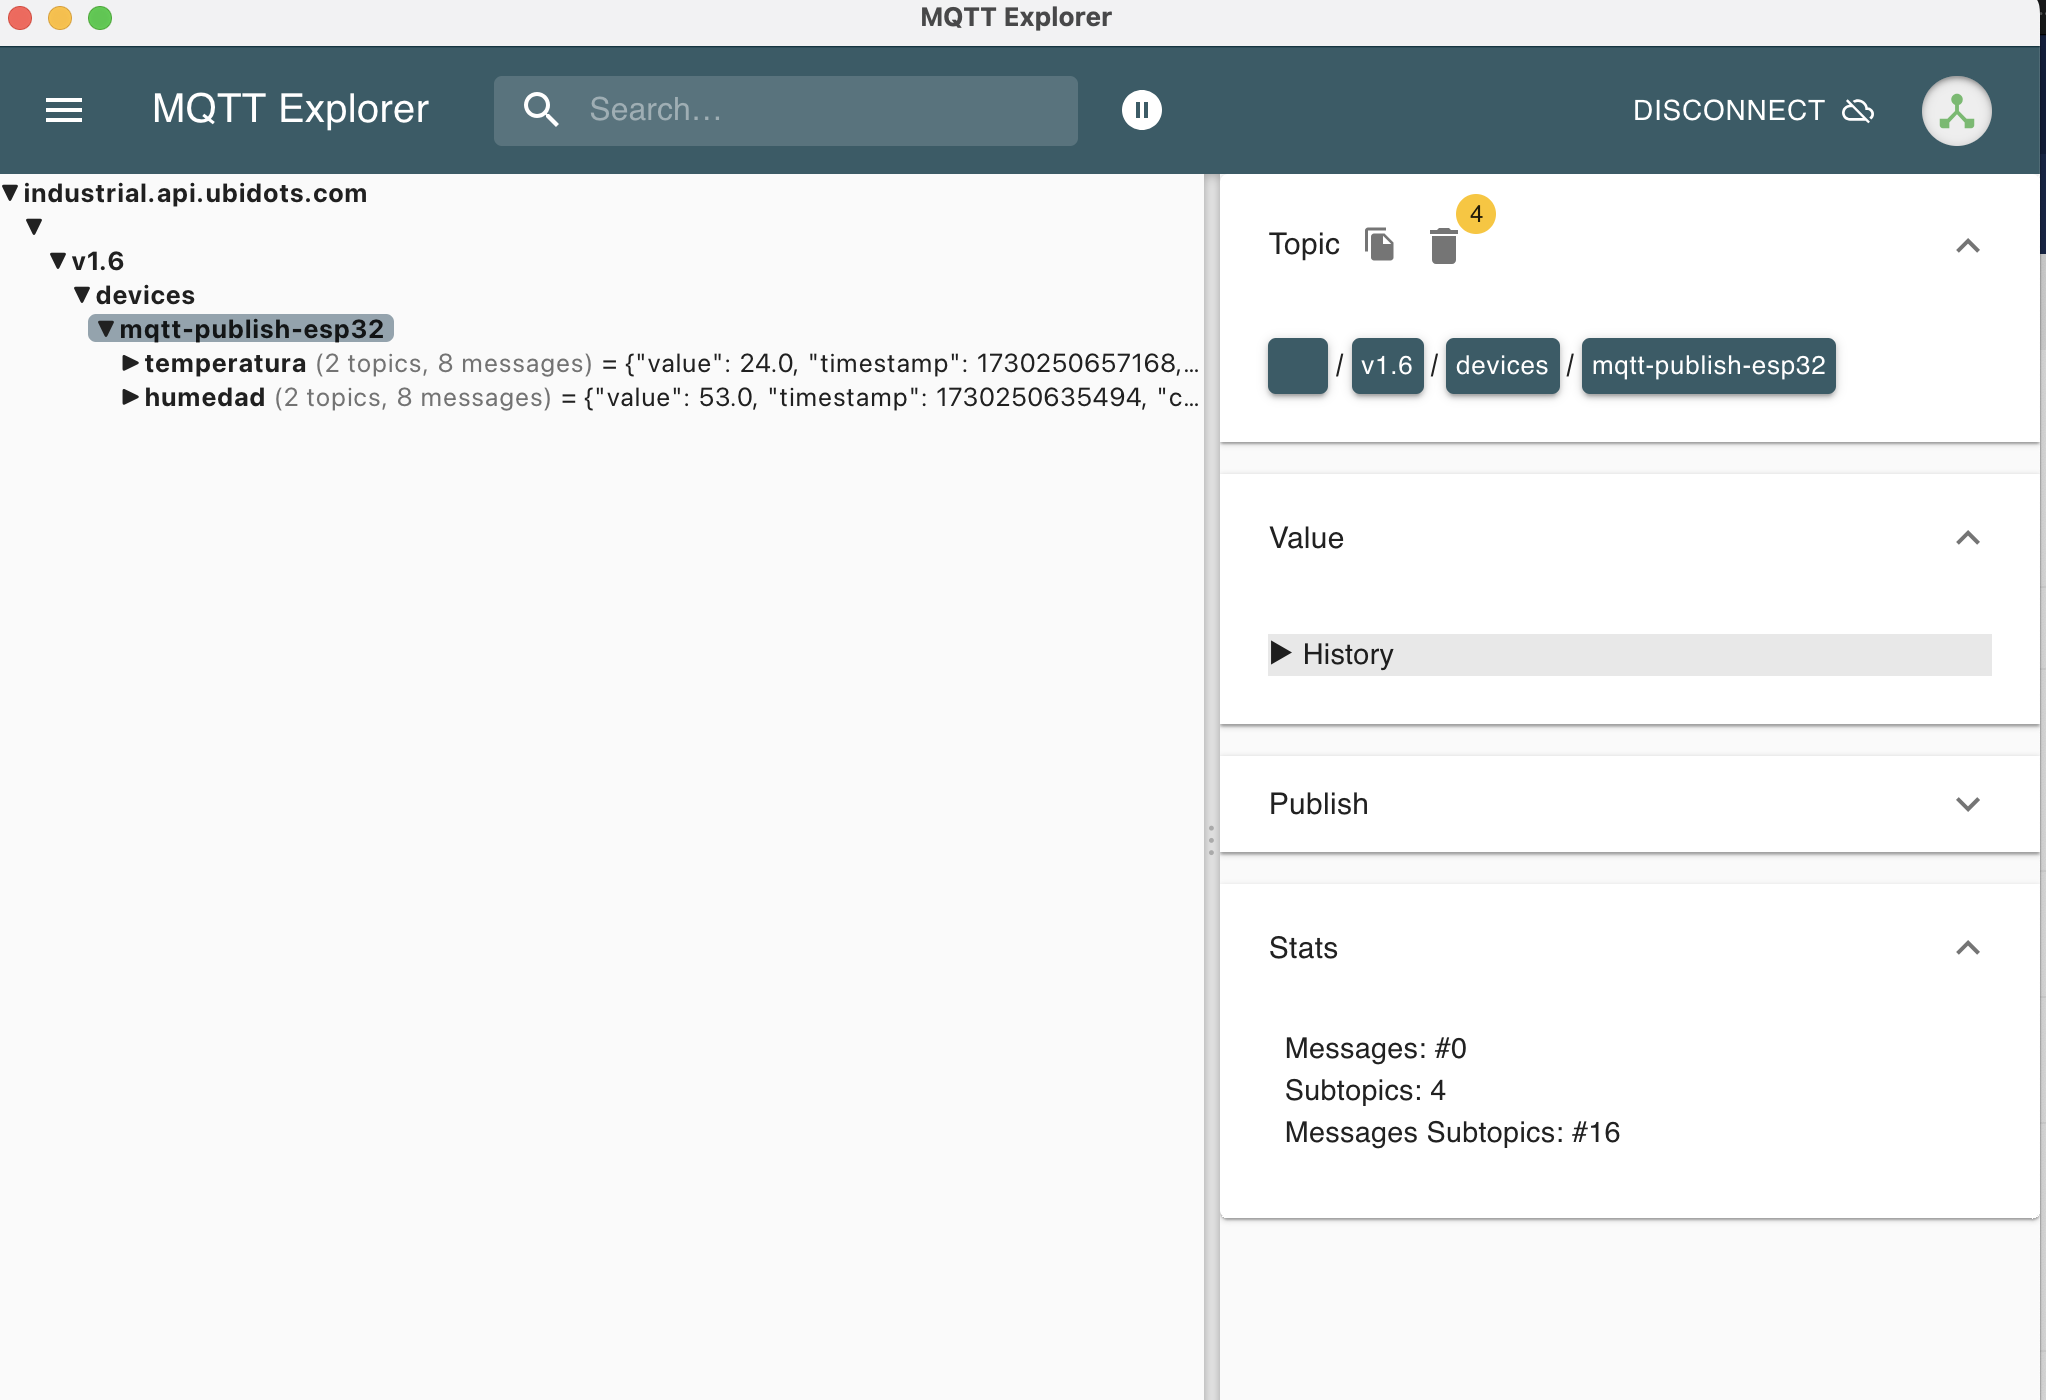 MQTT Explorer
MQTT Explorer
Search...
DISCONNECT
industrial.api.ubidots.com
v1.6
devices
mqtt-publish-esp32
temperatura (2 topics, 8 messages) = {"value": 24.0, "timestamp": 1730250657168,...
humedad (2 topics, 8 messages) = {"value": 53.0, "timestamp": 1730250635494, "c...
Topic
4
/ v1.6 / devices / mqtt-publish-esp32
Value
History
Publish
Stats
Messages: #0
Subtopics: 4
Messages Subtopics: #16